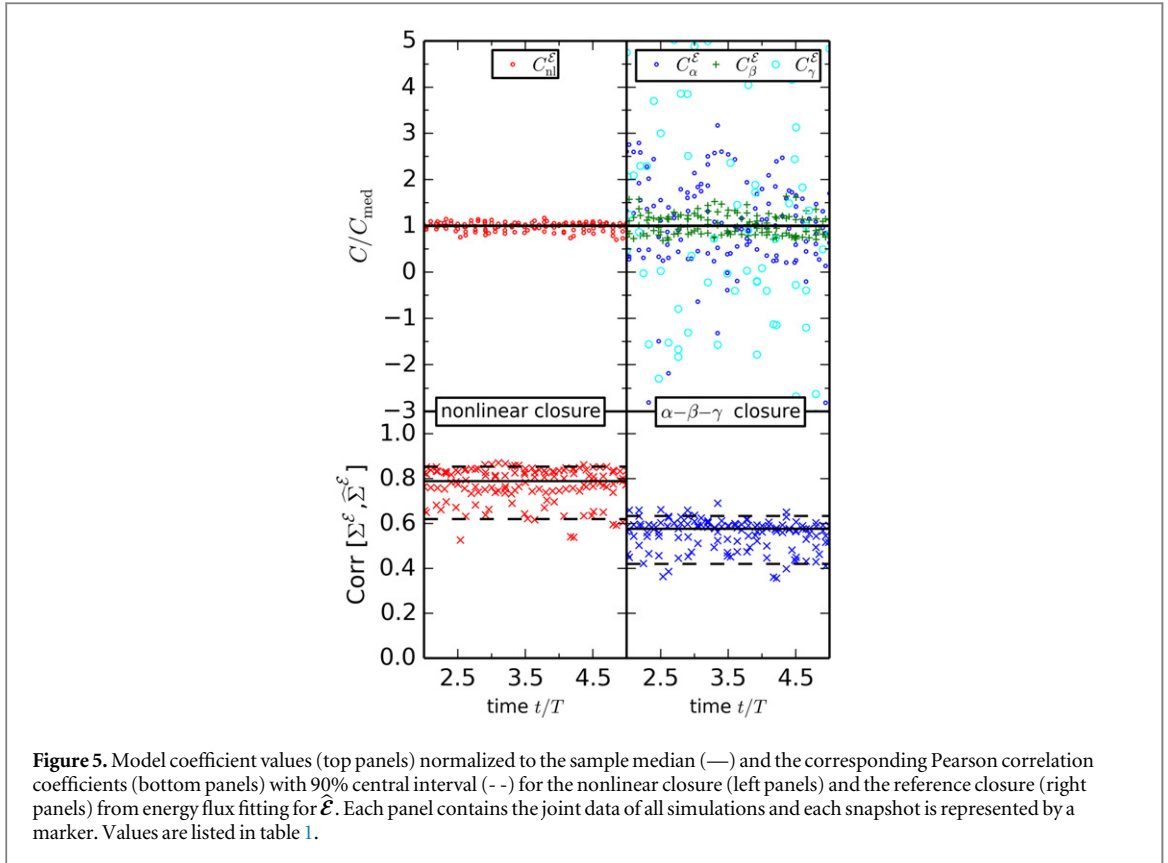 5
4
3
2
1
0
−1
−2
−3
C/C_med
C_nl^ℰ
C_α^ℰ C_β^ℰ C_γ^ℰ
nonlinear closure
α−β−γ closure
1.0
0.8
0.6
0.4
0.2
0.0
Corr [Σ^ℰ, Σ̂^ℰ]
2.5 3.5 4.5 2.5 3.5 4.5
time t/T time t/T
Figure 5. Model coefficient values (top panels) normalized to the sample median (—) and the corresponding Pearson correlation
coefficients (bottom panels) with 90% central interval (- -) for the nonlinear closure (left panels) and the reference closure (right
panels) from energy flux fitting for ℰ̂. Each panel contains the joint data of all simulations and each snapshot is represented by a
marker. Values are listed in table 1.